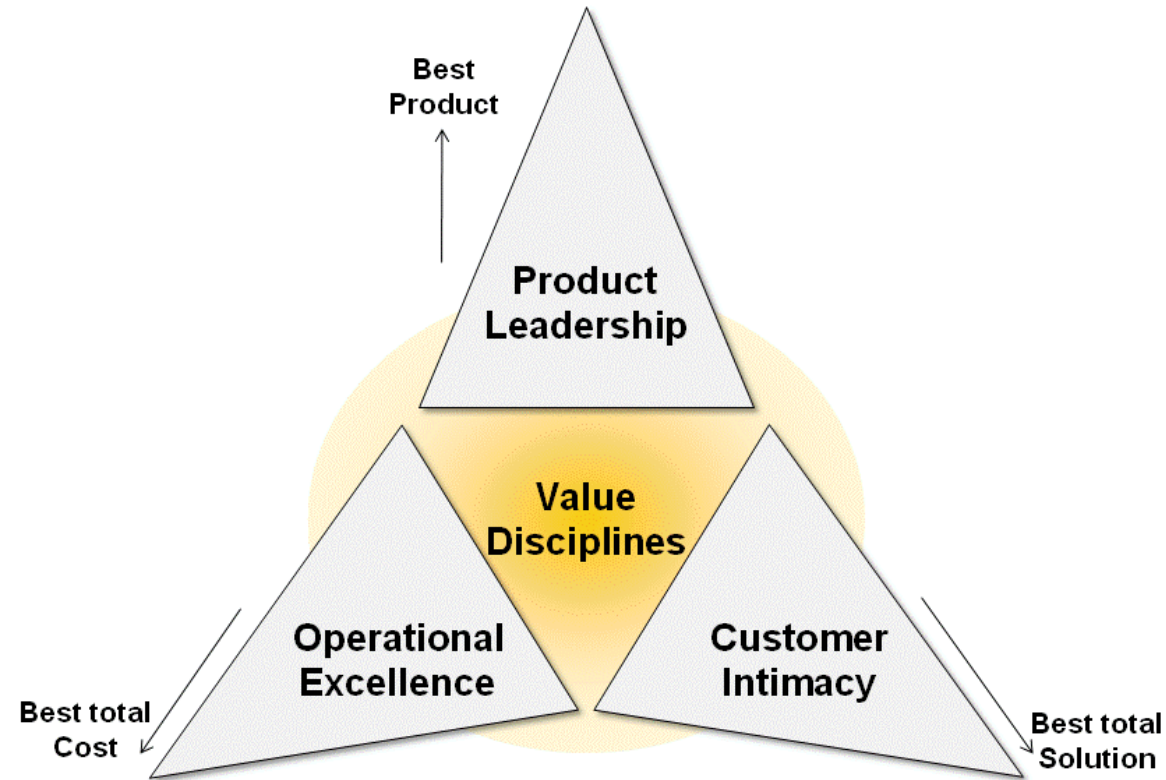 Best
Product
Product
Leadership
Value
Disciplines
Operational
Excellence
Customer
Intimacy
Best total
Cost
Best total
Solution